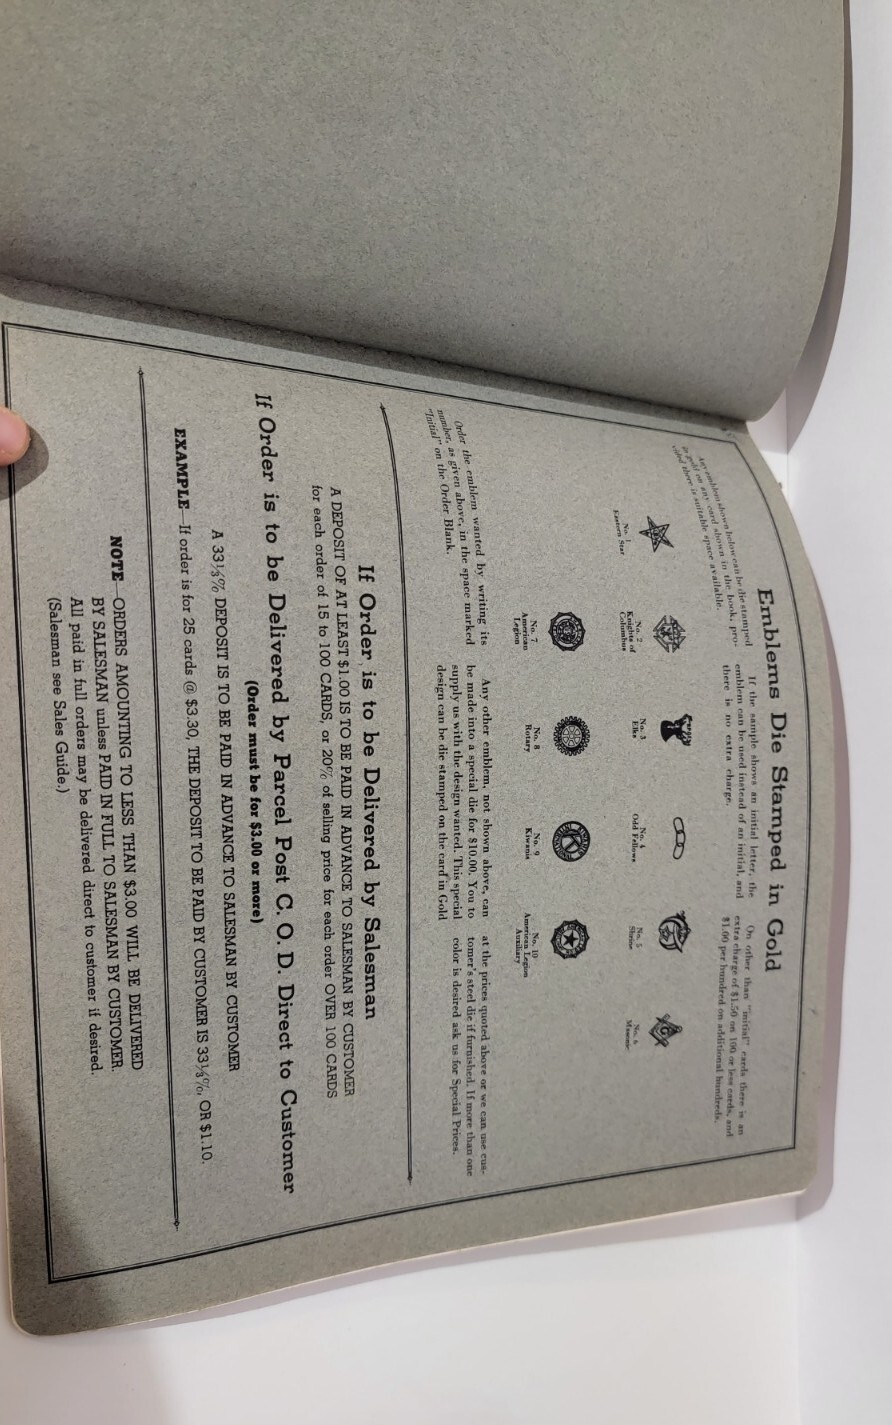 Emblems Die Stamped in Gold
Any emblem shown below can be die stamped
in gold on any card shown in the book, pro-
vided there is suitable space available.
If the sample shows an initial letter, the
emblem can be used instead of an initial, and
there is no extra charge.
On other than "initial" cards there is an
extra charge of $1.50 on 100 or less cards, and
$1.00 per hundred on additional hundreds.
No. 1
Eastern Star
No. 2
Knights of
Columbus
No. 3
Elks
No. 4
Odd Fellows
No. 5
Shrine
No. 6
Masonic
No. 7
American
Legion
No. 8
Rotary
No. 9
Kiwanis
No. 10
American Legion
Auxiliary
Order the emblem wanted by writing its
number, as given above, in the space marked
"Initial" on the Order Blank.
Any other emblem, not shown above, can
be made into a special die for $10.00. You to
supply us with the design wanted. This special
design can be die stamped on the card in Gold
at the prices quoted above or we can use cus-
tomer's steel die if furnished. If more than one
color is desired ask us for Special Prices.
If Order is to be Delivered by Salesman
A DEPOSIT OF AT LEAST $1.00 IS TO BE PAID IN ADVANCE TO SALESMAN BY CUSTOMER
for each order of 15 to 100 CARDS, or 20% of selling price for each order OVER 100 CARDS
If Order is to be Delivered by Parcel Post C. O. D. Direct to Customer
(Order must be for $3.00 or more)
A 33⅓% DEPOSIT IS TO BE PAID IN ADVANCE TO SALESMAN BY CUSTOMER
EXAMPLE—If order is for 25 cards @ $3.30, THE DEPOSIT TO BE PAID BY CUSTOMER IS 33⅓%, OR $1.10.
NOTE—ORDERS AMOUNTING TO LESS THAN $3.00 WILL BE DELIVERED
BY SALESMAN unless PAID IN FULL TO SALESMAN BY CUSTOMER.
All paid in full orders may be delivered direct to customer if desired.
(Salesman see Sales Guide.)